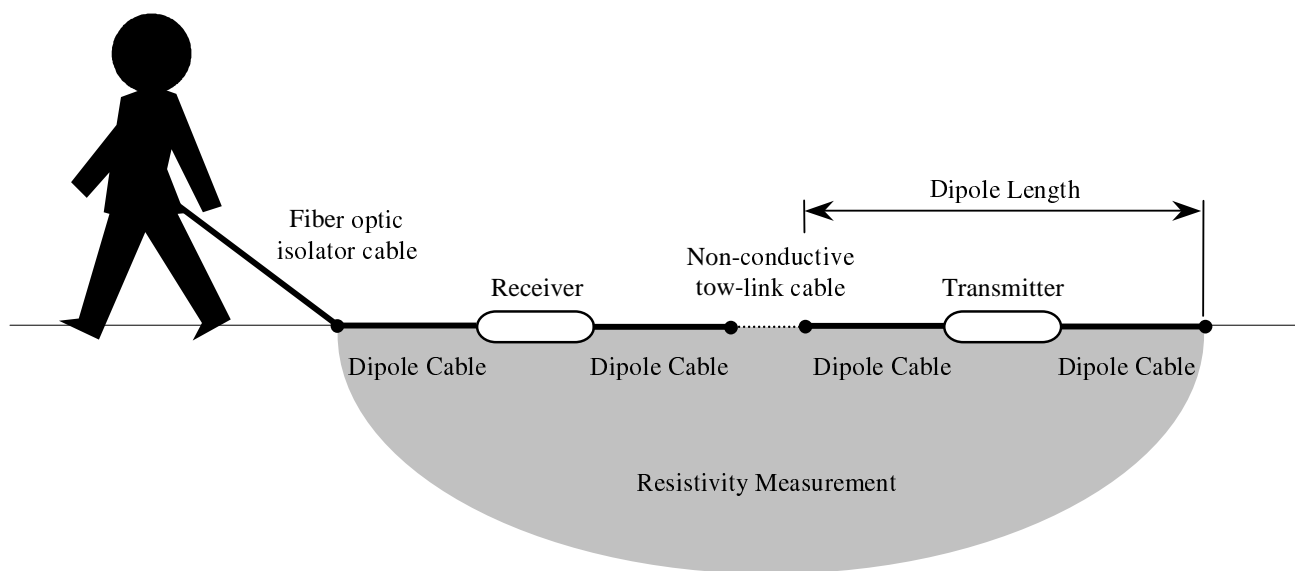 Dipole Length
Fiber optic
isolator cable
Non-conductive
tow-link cable
Receiver
Transmitter
Dipole Cable
Dipole Cable
Dipole Cable
Dipole Cable
Resistivity Measurement